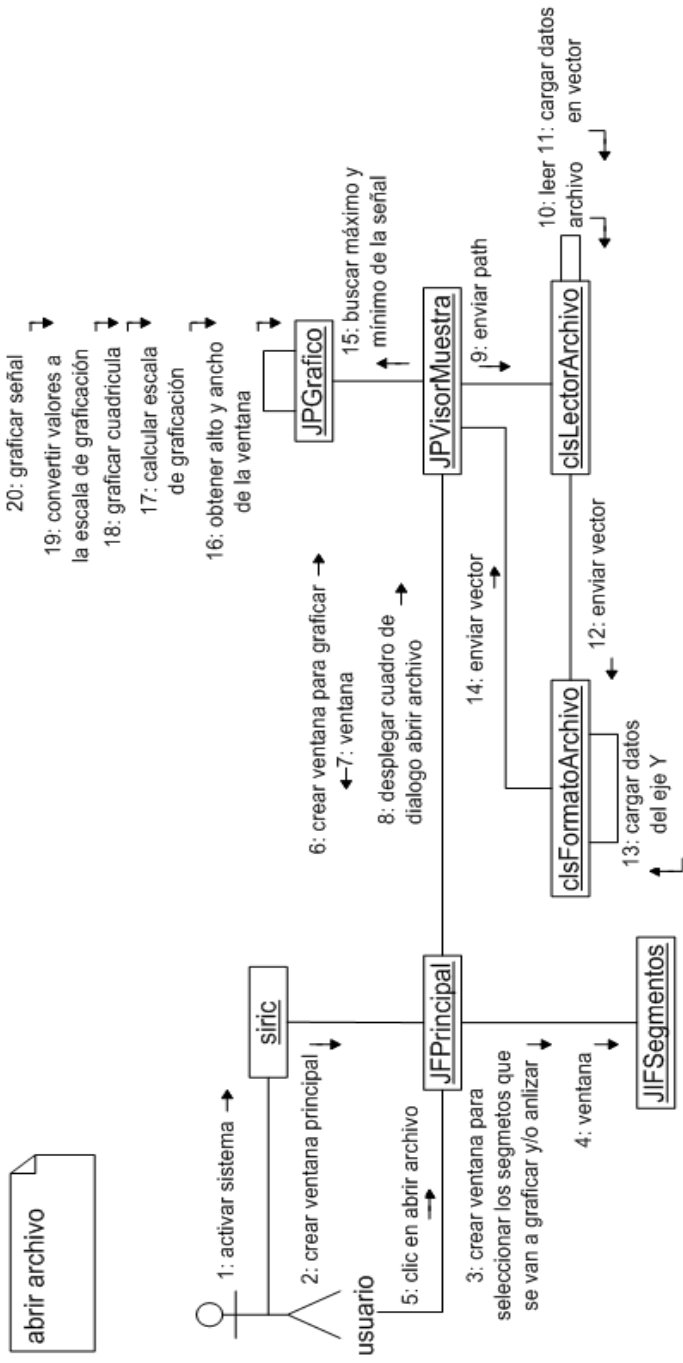 abrir archivo
1: activar sistema
siric
2: crear ventana principal
usuario
5: clic en abrir archivo
JFPrincipal
3: crear ventana para
seleccionar los segmetos que
se van a graficar y/o anlizar
4: ventana
JIFSegmentos
6: crear ventana para graficar
7: ventana
8: desplegar cuadro de
dialogo abrir archivo
JPVisorMuestra
9: enviar path
clsLectorArchivo
10: leer
archivo
11: cargar datos
en vector
12: enviar vector
clsFormatoArchivo
13: cargar datos
del eje Y
14: enviar vector
15: buscar máximo y
mínimo de la señal
JPGrafico
16: obtener alto y ancho
de la ventana
17: calcular escala
de graficación
18: graficar cuadricula
19: convertir valores a
la escala de graficación
20: graficar señal